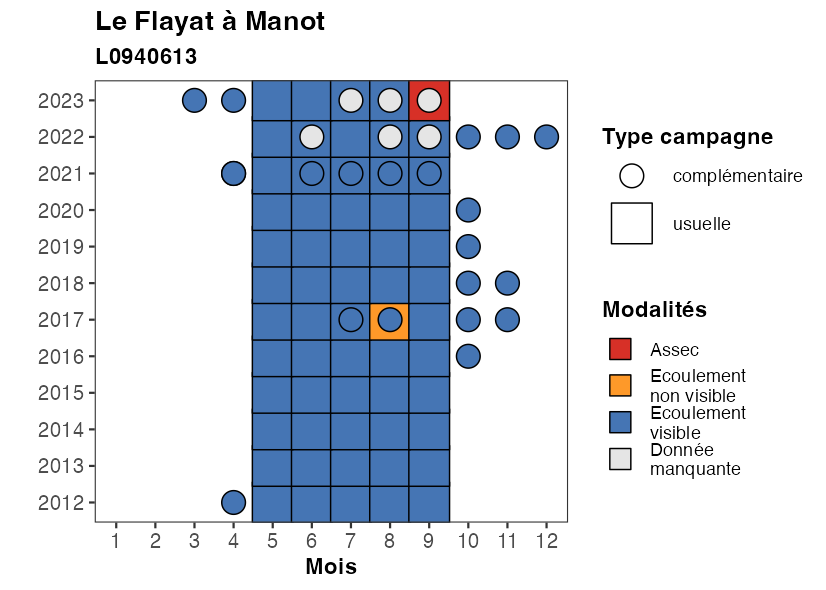 Le Flayat à Manot
L0940613
2023
2022
2021
2020
2019
2018
2017
2016
2015
2014
2013
2012
1 2 3 4 5 6 7 8 9 10 11 12
Mois
Type campagne
complémentaire
usuelle
Modalités
Assec
Ecoulement
non visible
Ecoulement
visible
Donnée
manquante